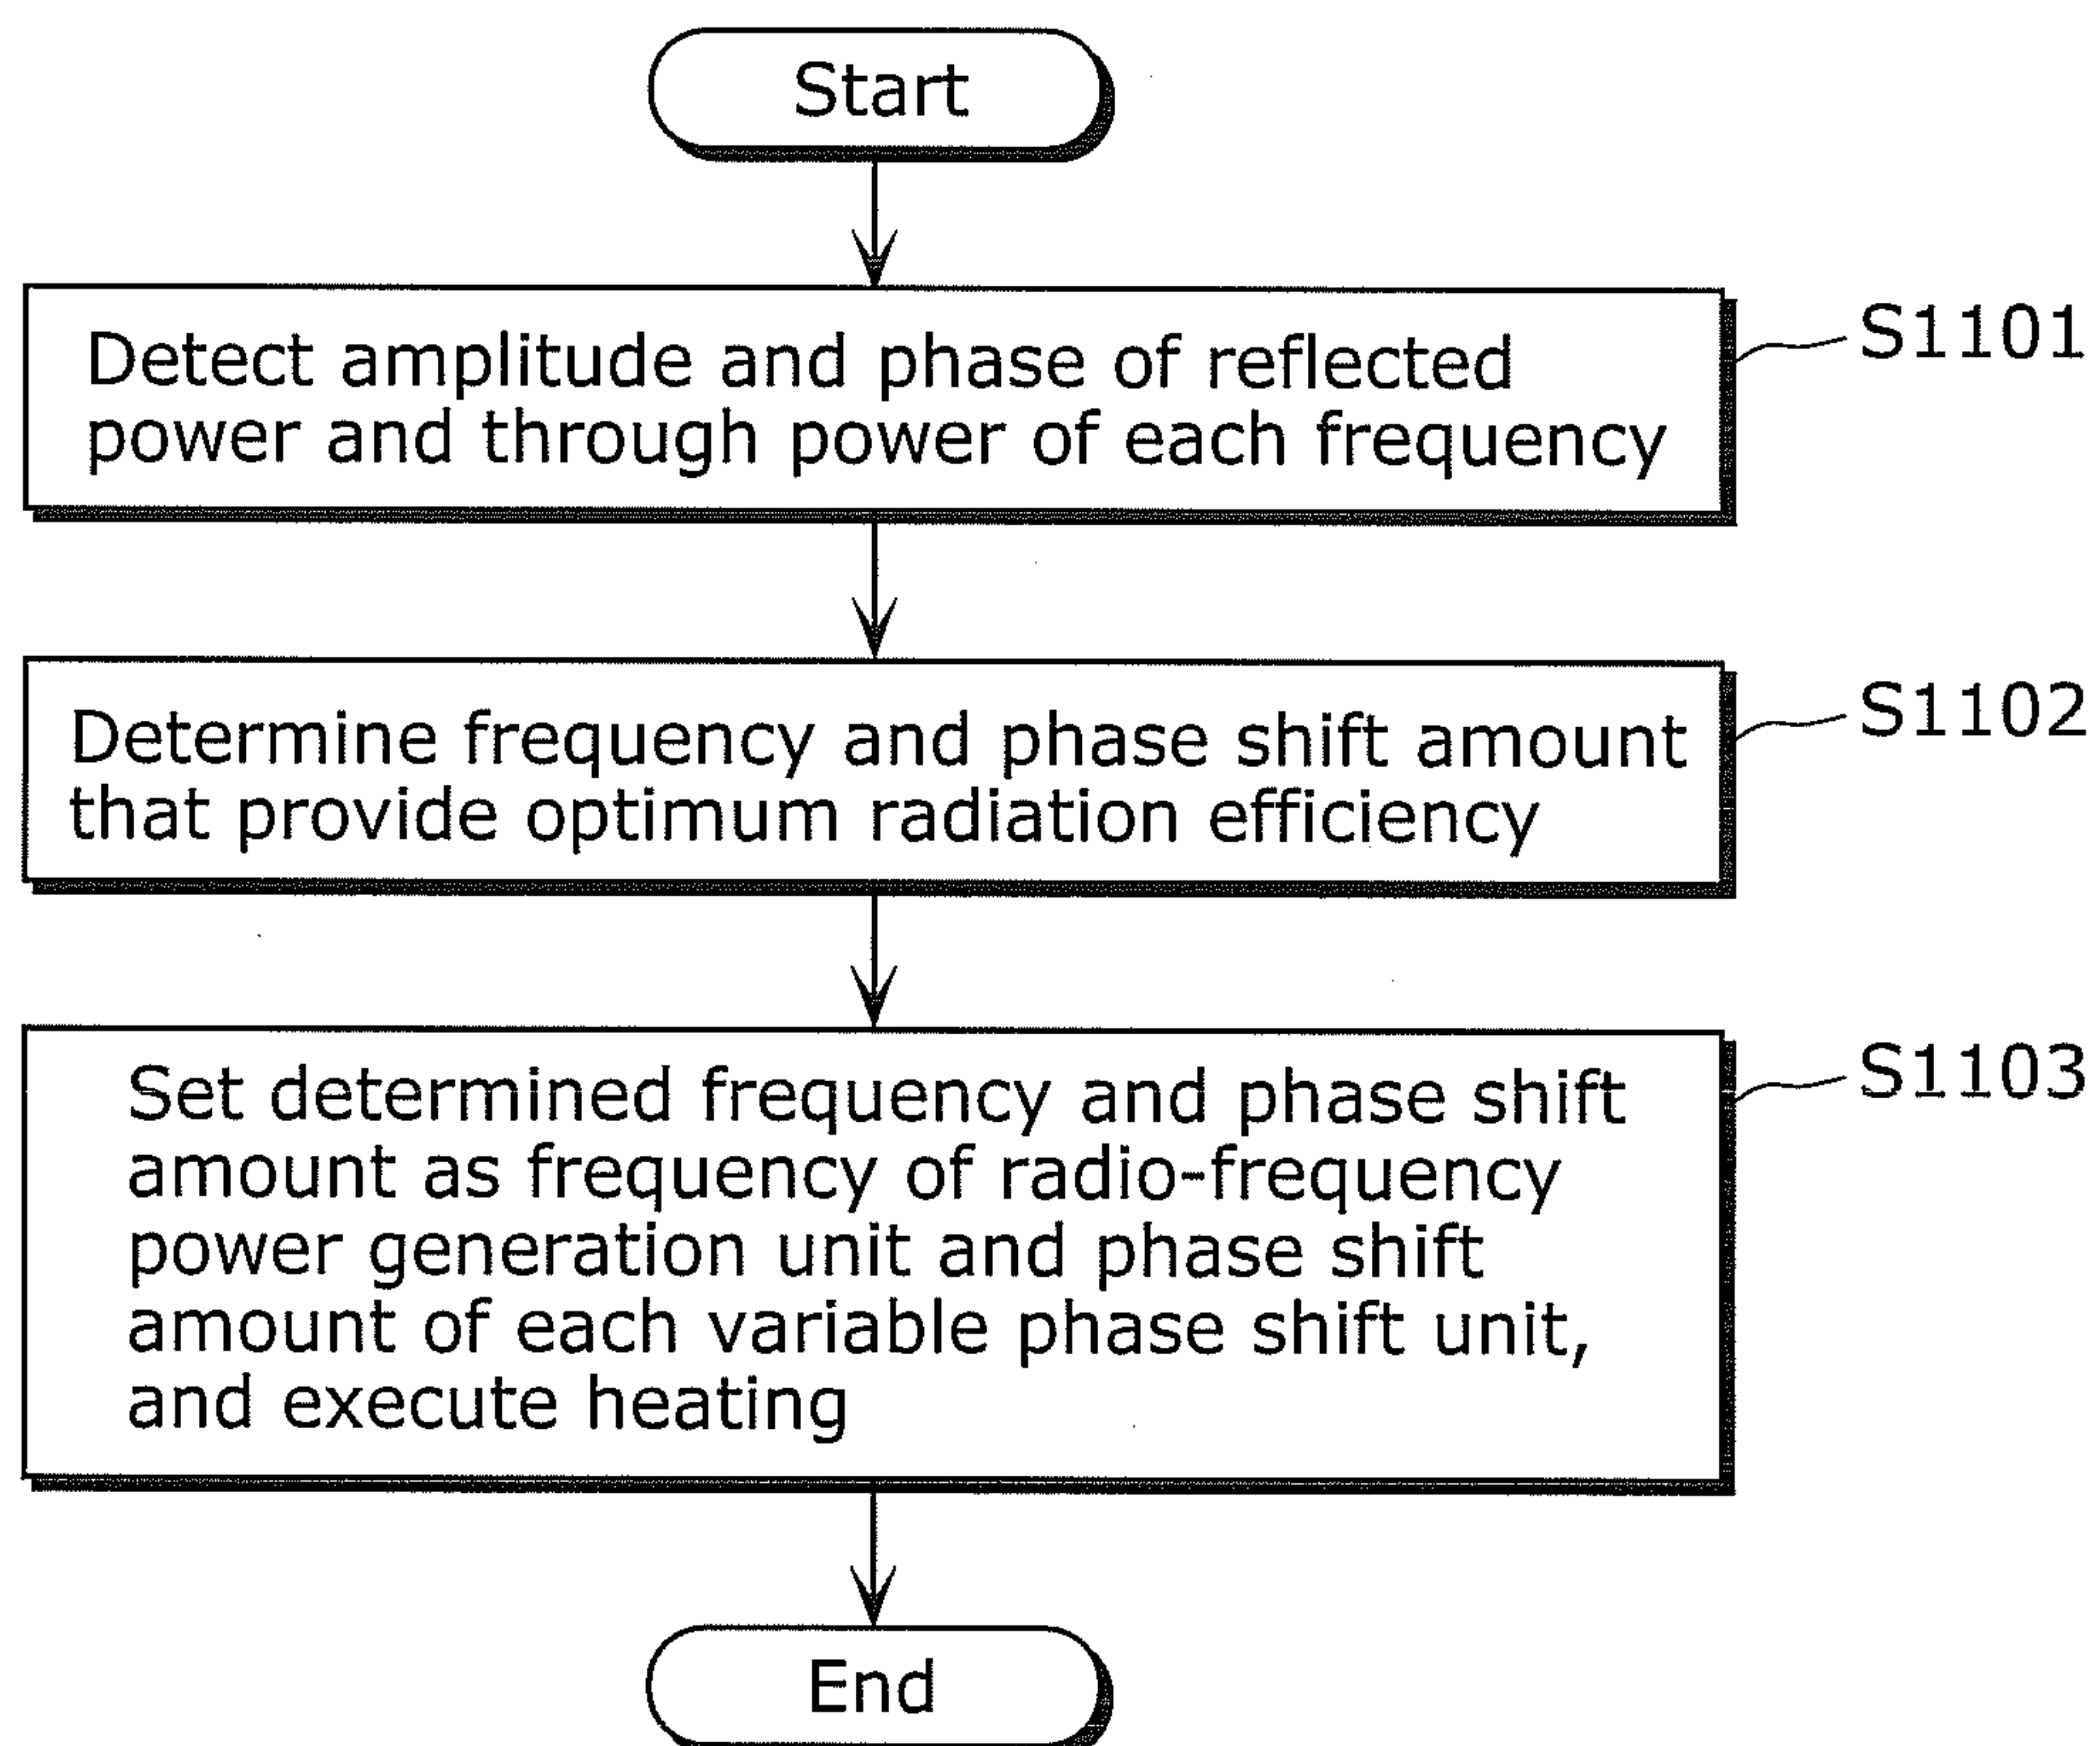 Start
Detect amplitude and phase of reflected
power and through power of each frequency
S1101
Determine frequency and phase shift amount
that provide optimum radiation efficiency
S1102
Set determined frequency and phase shift
amount as frequency of radio-frequency
power generation unit and phase shift
amount of each variable phase shift unit,
and execute heating
S1103
End